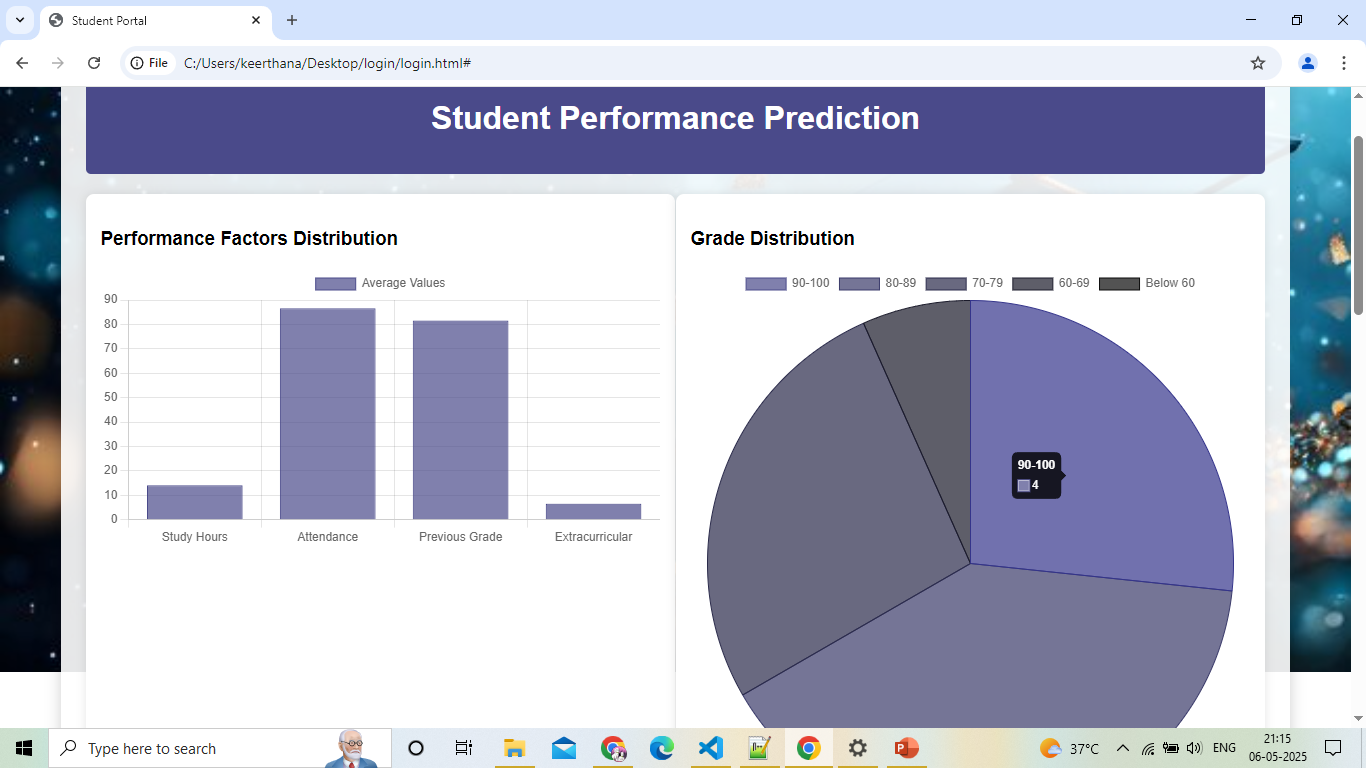 Student Portal
File
C:/Users/keerthana/Desktop/login/login.html#
Student Performance Prediction
Performance Factors Distribution
Average Values
90
80
70
60
50
40
30
20
10
0
Study Hours Attendance Previous Grade Extracurricular
Grade Distribution
90-100 80-89 70-79 60-69 Below 60
90-100
4
Type here to search
37°C
ENG
21:15
06-05-2025